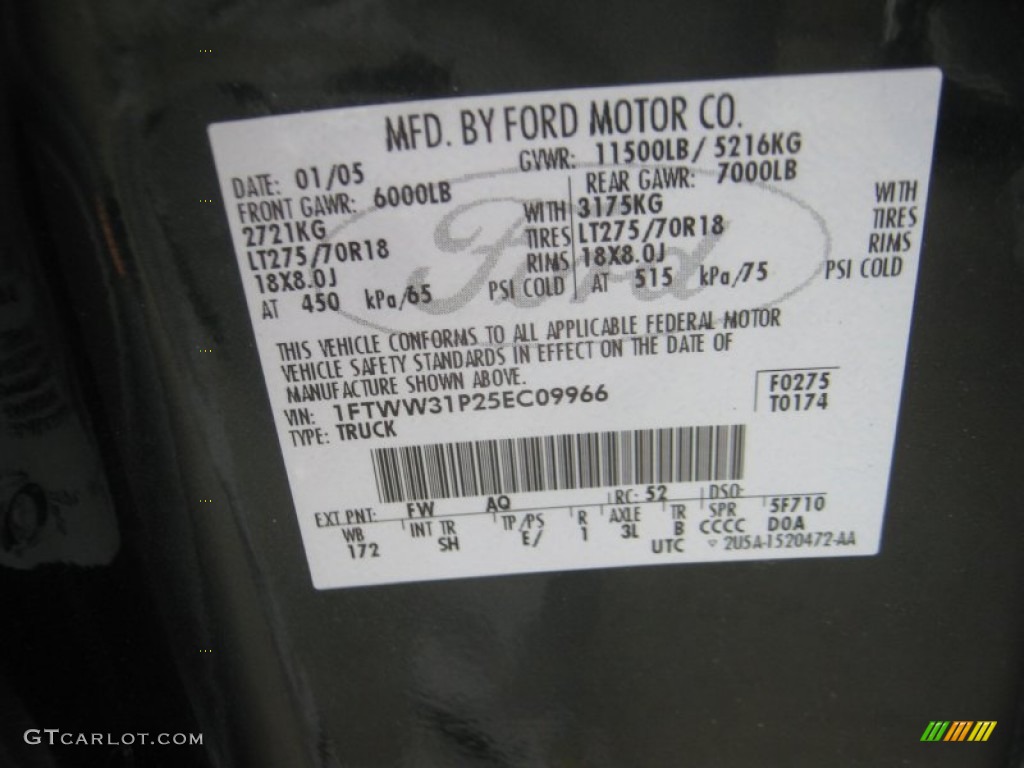 MFD. BY FORD MOTOR CO.
DATE: 01/05 GVWR: 11500LB/ 5216KG
FRONT GAWR: 6000LB REAR GAWR: 7000LB
2721KG WITH 3175KG WITH
LT275/70R18 TIRES LT275/70R18 TIRES
18X8.0J RIMS 18X8.0J RIMS
AT 450 kPa/65 PSI COLD AT 515 kPa/75 PSI COLD
Ford
THIS VEHICLE CONFORMS TO ALL APPLICABLE FEDERAL MOTOR
VEHICLE SAFETY STANDARDS IN EFFECT ON THE DATE OF
MANUFACTURE SHOWN ABOVE.
VIN: 1FTWW31P25EC09966 F0275
TYPE: TRUCK T0174
EXT PNT: FW AQ RC: 52 DSO:
WB INT TR TP/PS R AXLE TR SPR 5F710
172 SH E/ 1 3L B CCCC D0A
UTC ▽ 2U5A-1520472-AA
GTCARLOT.COM